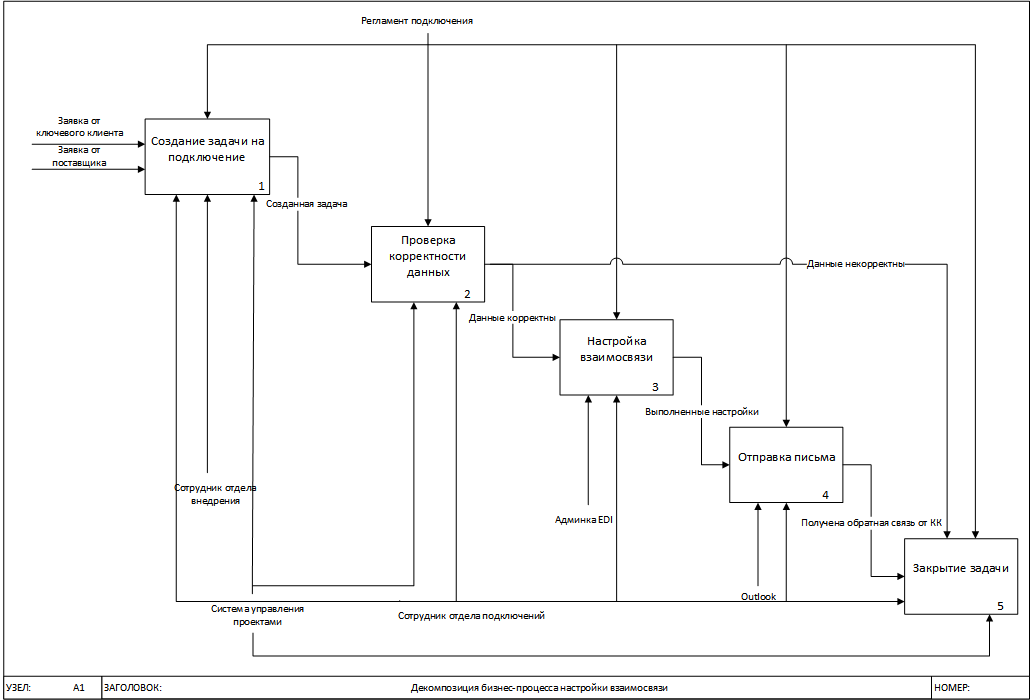 Регламент подключения
Заявка от
ключевого клиента
Заявка от
поставщика
Создание задачи на
подключение
1
Созданная задача
Проверка
корректности
данных
2
Данные некорректны
Данные корректны
Настройка
взаимосвязи
3
Выполненные настройки
Отправка письма
4
Сотрудник отдела
внедрения
Админка EDI
Получена обратная связь от КК
Закрытие задачи
5
Outlook
Система управления
проектами
Сотрудник отдела подключений
УЗЕЛ: А1 ЗАГОЛОВОК: Декомпозиция бизнес-процесса настройки взаимосвязи НОМЕР: